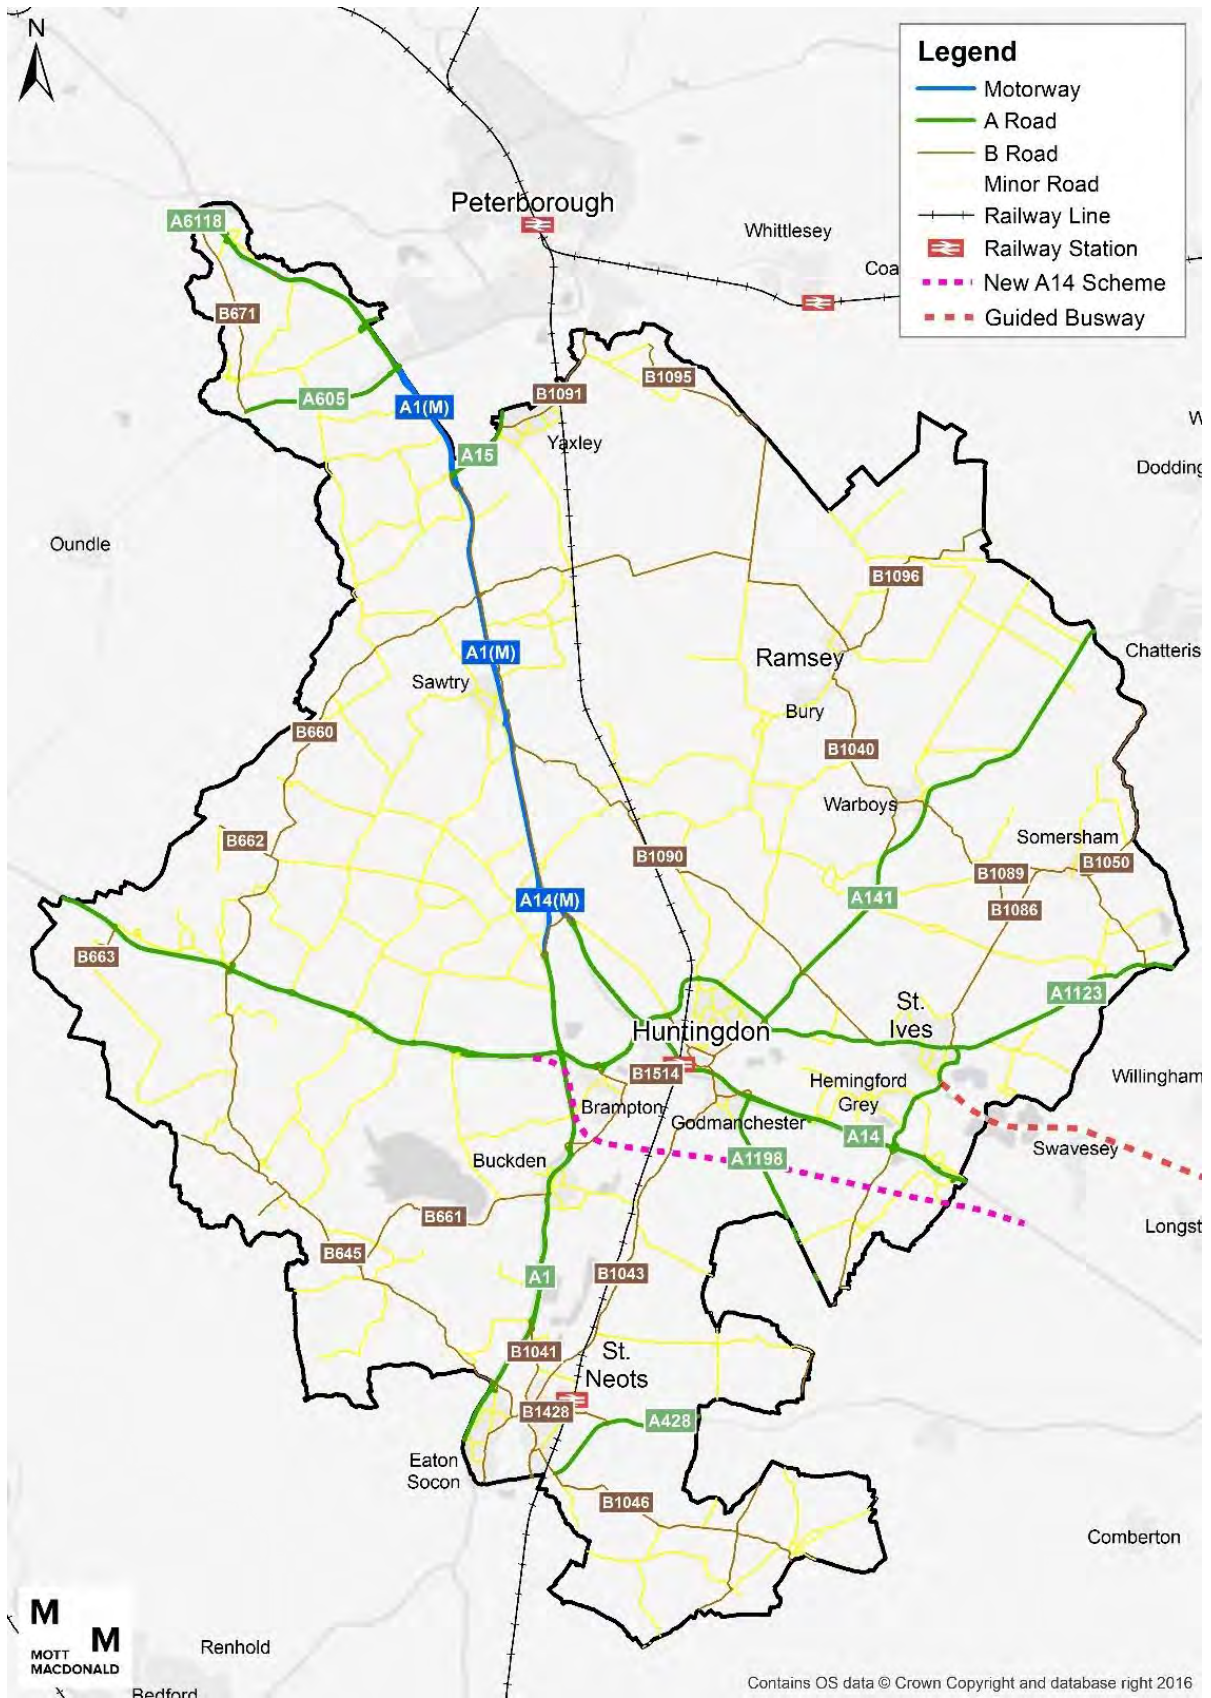 N
Legend
Motorway
A Road
B Road
Minor Road
Railway Line
Railway Station
New A14 Scheme
Guided Busway
Peterborough
A6118
Whittlesey
Coa
B671
B1095
B1091
A605
A1(M)
W
Yaxley
A15
Dodding
Oundle
B1096
A1(M)
Ramsey
Chatteris
Sawtry
Bury
B660
B1040
Warboys
B662
Somersham
B1090
B1050
B1089
A14(M)
A141
B1086
B663
A1123
St.
Ives
Huntingdon
B1514
Hemingford
Grey
Willingham
Brampton
Godmanchester
A14
Swavesey
Buckden
A1198
B661
Longst
B645
B1043
A1
B1041
St.
Neots
B1428
A428
Eaton
Socon
B1046
Comberton
M
M
MOTT
MACDONALD
Renhold
Bedford
Contains OS data © Crown Copyright and database right 2016